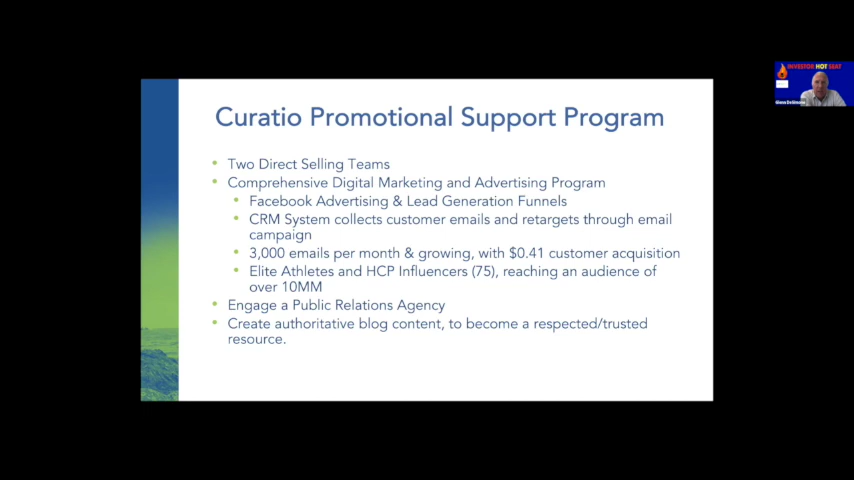 Curatio Promotional Support Program
• Two Direct Selling Teams
• Comprehensive Digital Marketing and Advertising Program
• Facebook Advertising & Lead Generation Funnels
• CRM System collects customer emails and retargets through email
campaign
• 3,000 emails per month & growing, with $0.41 customer acquisition
• Elite Athletes and HCP Influencers (75), reaching an audience of
over 10MM
• Engage a Public Relations Agency
• Create authoritative blog content, to become a respected/trusted
resource.
INVESTOR HOT SEAT